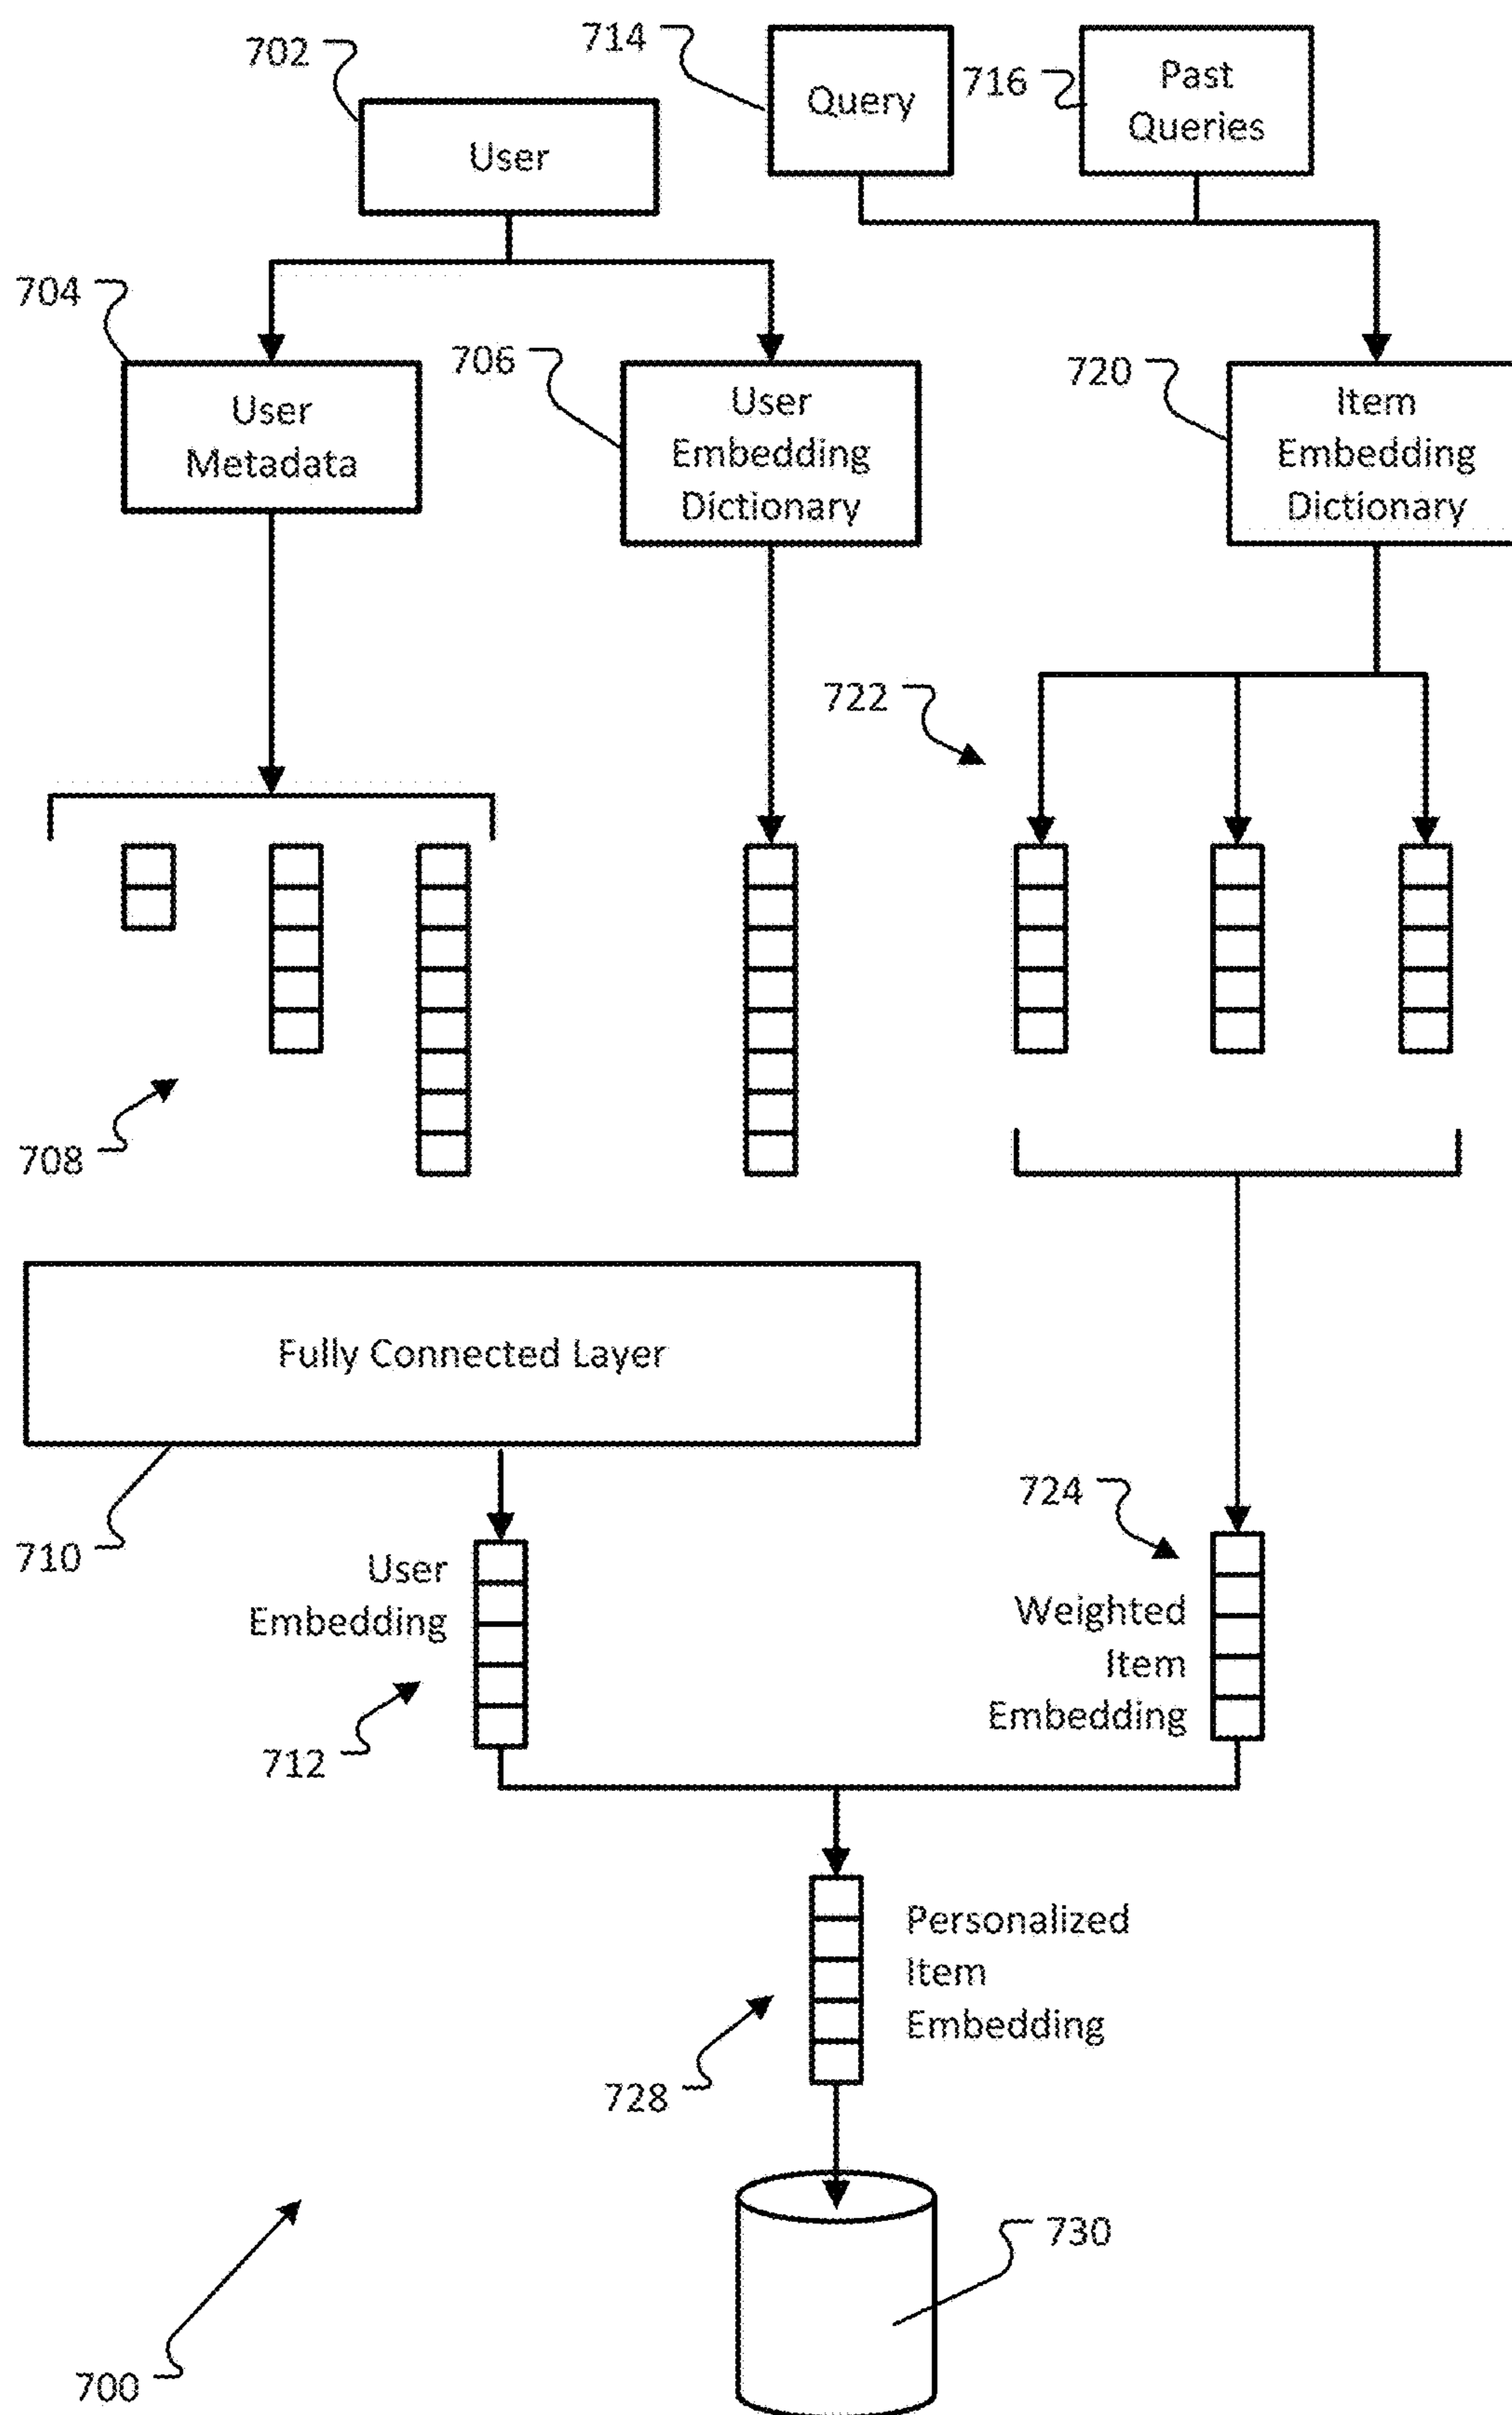 702
714
Query
716
Past
Queries
User
704
User
Metadata
706
User
Embedding
Dictionary
720
Item
Embedding
Dictionary
722
708
Fully Connected Layer
710
User
Embedding
712
724
Weighted
Item
Embedding
Personalized
Item
Embedding
728
730
700